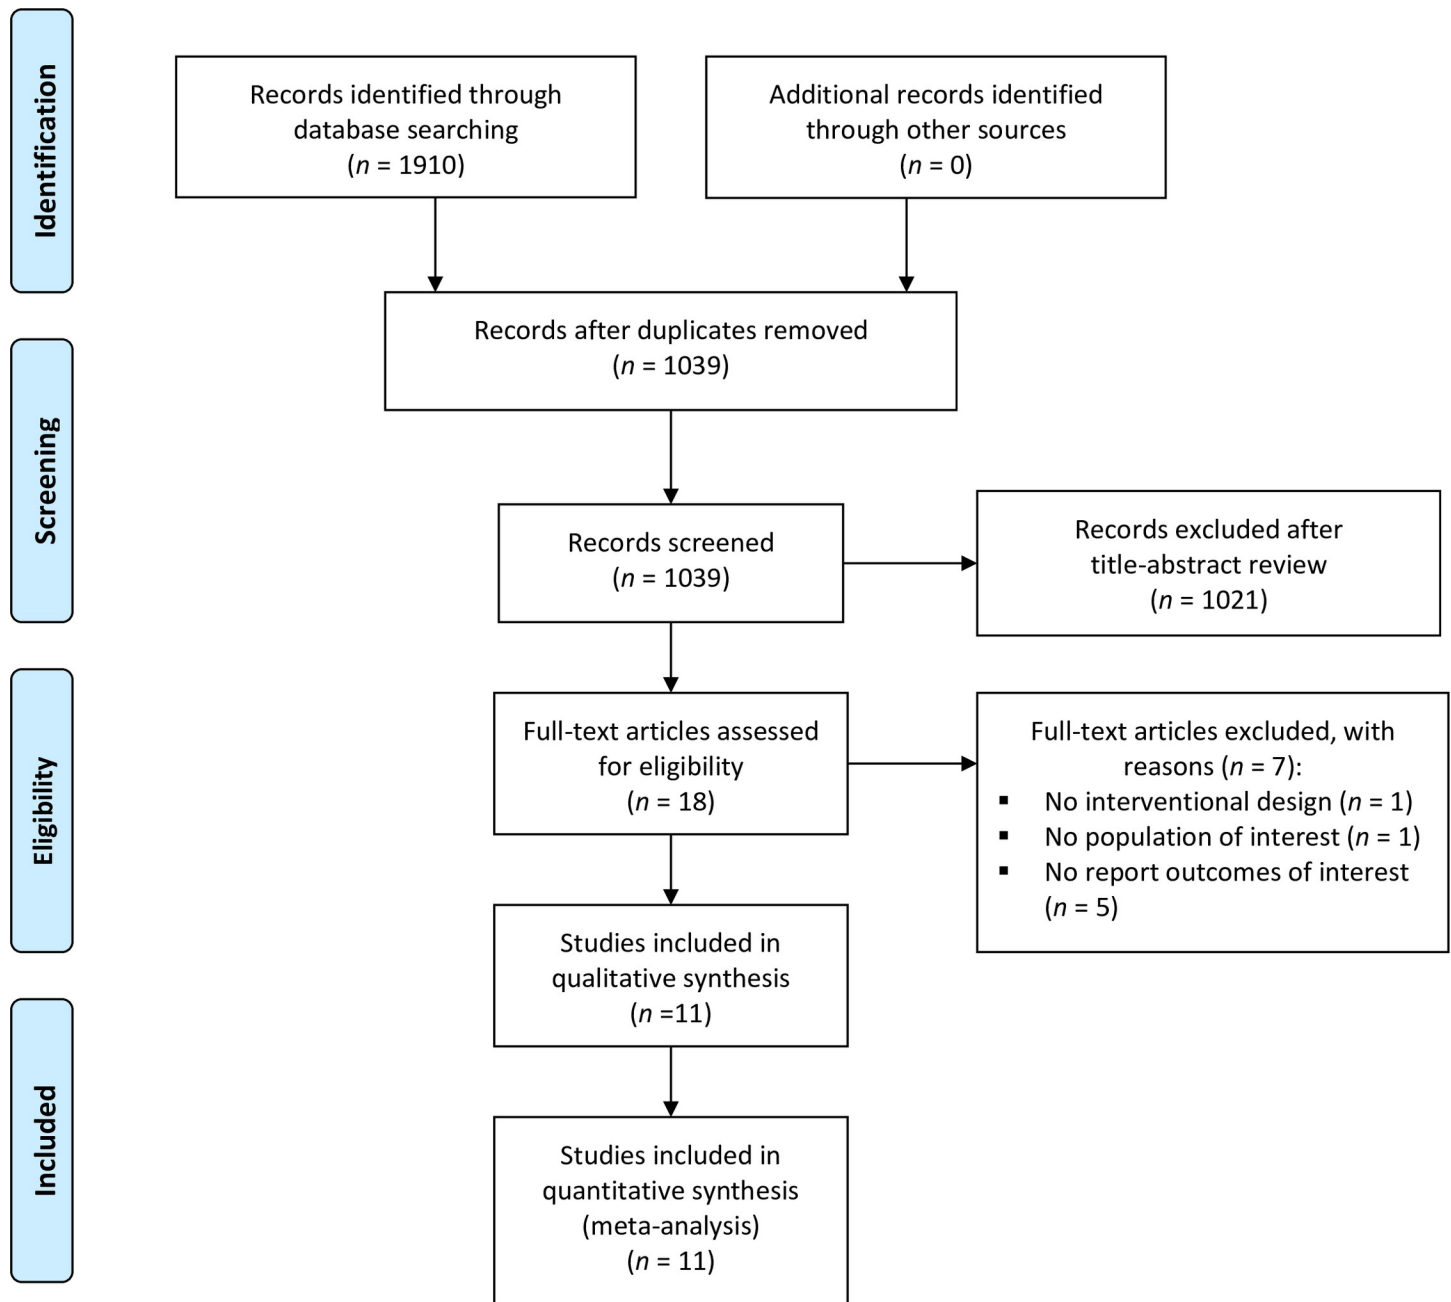 Identification
Records identified through
database searching
(n = 1910)
Additional records identified
through other sources
(n = 0)
Records after duplicates removed
(n = 1039)
Screening
Records screened
(n = 1039)
Records excluded after
title-abstract review
(n = 1021)
Eligibility
Full-text articles assessed
for eligibility
(n = 18)
Full-text articles excluded, with
reasons (n = 7):
▪ No interventional design (n = 1)
▪ No population of interest (n = 1)
▪ No report outcomes of interest
(n = 5)
Studies included in
qualitative synthesis
(n =11)
Included
Studies included in
quantitative synthesis
(meta-analysis)
(n = 11)